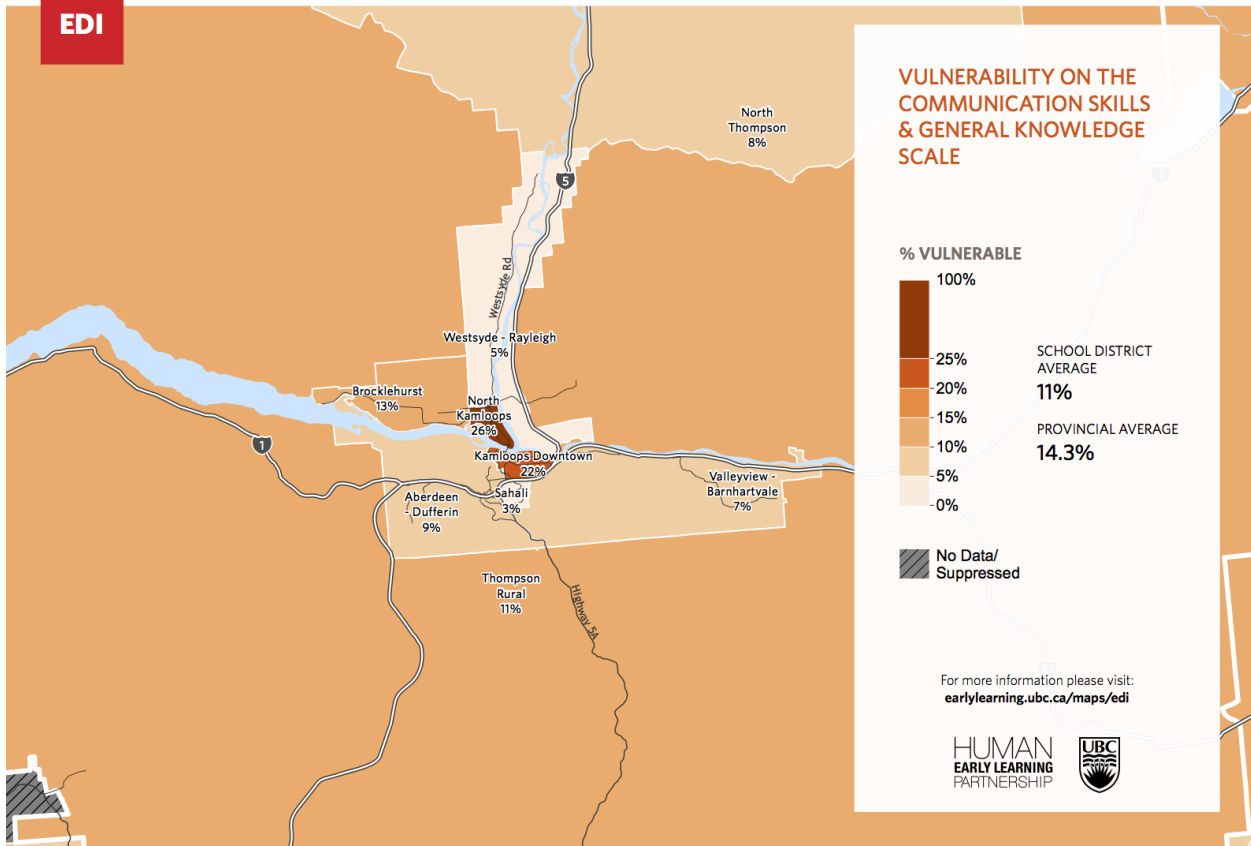 EDI
VULNERABILITY ON THE
COMMUNICATION SKILLS
& GENERAL KNOWLEDGE
SCALE
% VULNERABLE
100%
25%
20%
15%
10%
5%
0%
No Data/
Suppressed
SCHOOL DISTRICT
AVERAGE
11%
PROVINCIAL AVERAGE
14.3%
For more information please visit:
earlylearning.ubc.ca/maps/edi
HUMAN
EARLY LEARNING
PARTNERSHIP
UBC
North
Thompson
8%
5
Westsyde Rd
Westsyde - Rayleigh
5%
Brocklehurst
13%
North
Kamloops
26%
1
Kamloops Downtown
22%
Sahali
3%
Aberdeen
- Dufferin
9%
Valleyview -
Barnhartvale
7%
Thompson
Rural
11%
Highway 5A
1